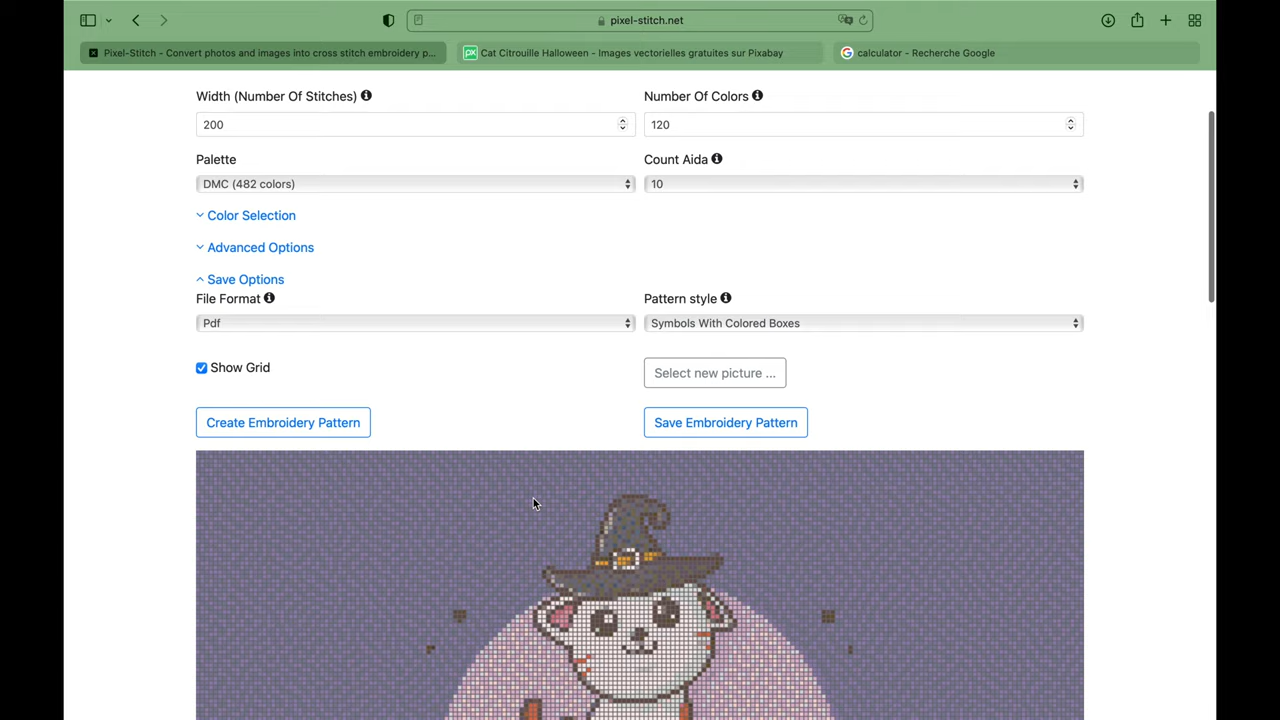 pixel-stitch.net
Pixel-Stitch - Convert photos and images into cross stitch embroidery p...
Cat Citrouille Halloween - Images vectorielles gratuites sur Pixabay
calculator - Recherche Google
Width (Number Of Stitches)
Number Of Colors
200
120
Palette
Count Aida
DMC (482 colors)
10
Color Selection
Advanced Options
Save Options
File Format
Pattern style
Pdf
Symbols With Colored Boxes
Show Grid
Select new picture ...
Create Embroidery Pattern
Save Embroidery Pattern